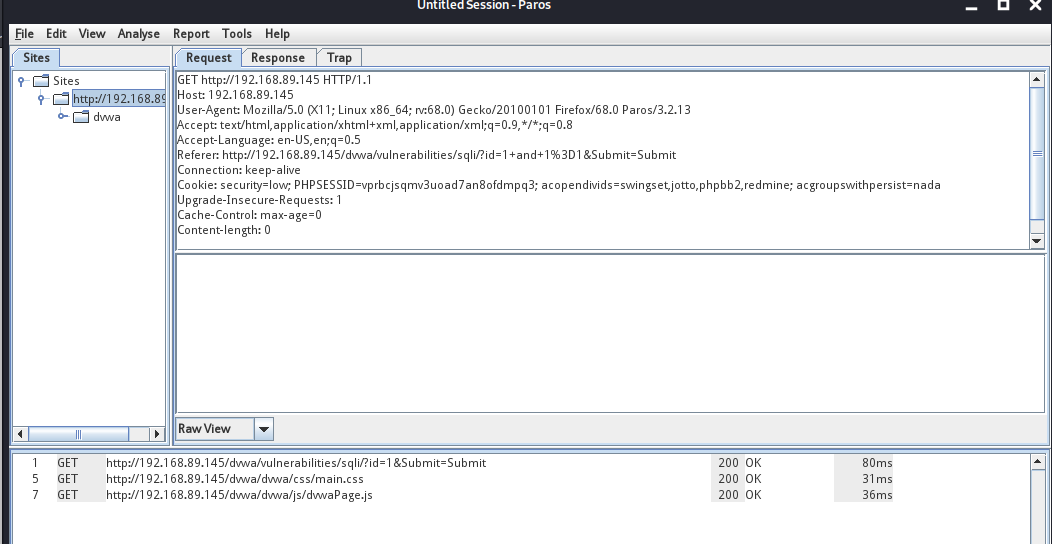 Untitled Session - Paros
File Edit View Analyse Report Tools Help
Sites
Request Response Trap
Sites
http://192.168.89
dvwa
GET http://192.168.89.145 HTTP/1.1
Host: 192.168.89.145
User-Agent: Mozilla/5.0 (X11; Linux x86_64; rv:68.0) Gecko/20100101 Firefox/68.0 Paros/3.2.13
Accept: text/html,application/xhtml+xml,application/xml;q=0.9,*/*;q=0.8
Accept-Language: en-US,en;q=0.5
Referer: http://192.168.89.145/dvwa/vulnerabilities/sqli/?id=1+and+1%3D1&Submit=Submit
Connection: keep-alive
Cookie: security=low; PHPSESSID=vprbcjsqmv3uoad7an8ofdmpq3; acopendivids=swingset,jotto,phpbb2,redmine; acgroupswithpersist=nada
Upgrade-Insecure-Requests: 1
Cache-Control: max-age=0
Content-length: 0
Raw View
1 GET http://192.168.89.145/dvwa/vulnerabilities/sqli/?id=1&Submit=Submit 200 OK 80ms
5 GET http://192.168.89.145/dvwa/dvwa/css/main.css 200 OK 31ms
7 GET http://192.168.89.145/dvwa/dvwa/js/dvwaPage.js 200 OK 36ms